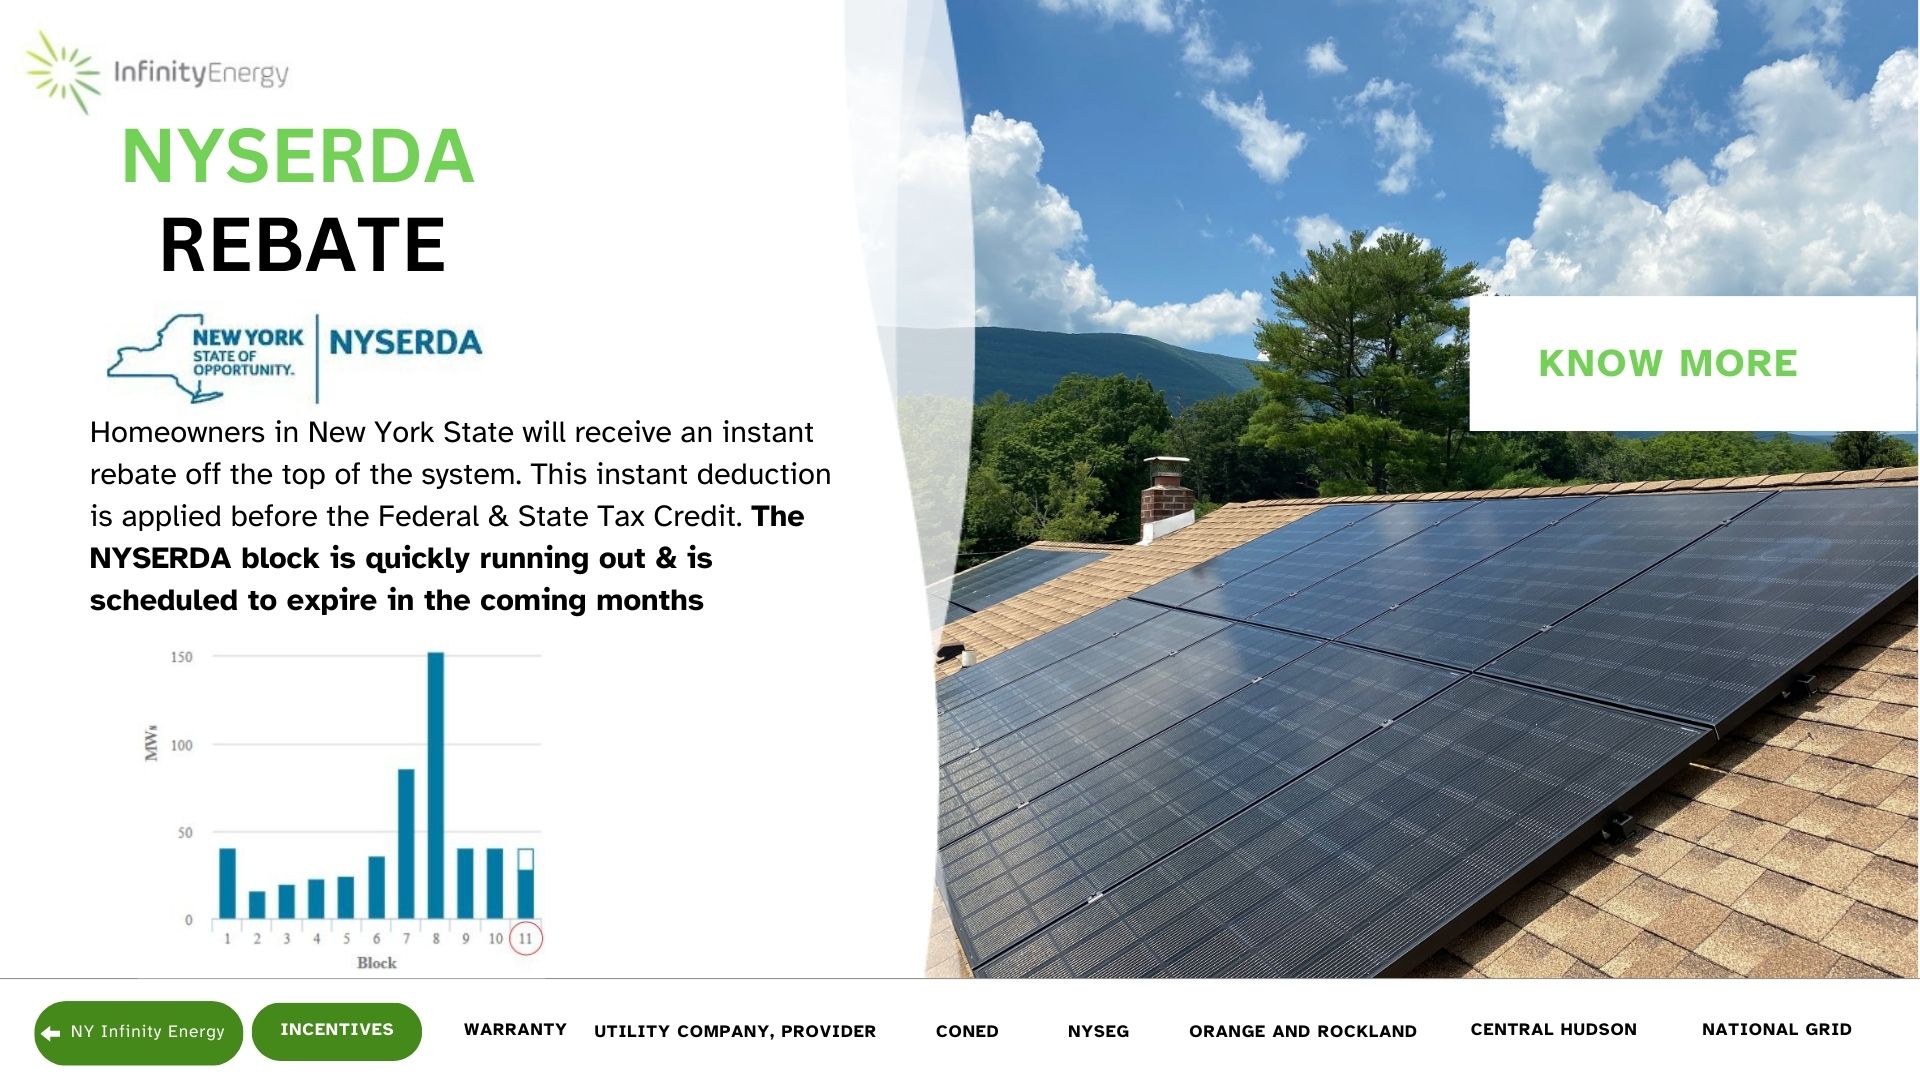 InfinityEnergy
NYSERDA
REBATE
NEW YORK
STATE OF
OPPORTUNITY.
NYSERDA
Homeowners in New York State will receive an instant
rebate off the top of the system. This instant deduction
is applied before the Federal & State Tax Credit. The
NYSERDA block is quickly running out & is
scheduled to expire in the coming months
KNOW MORE
150
100
50
0
MWs
1 2 3 4 5 6 7 8 9 10 11
Block
NY Infinity Energy
INCENTIVES
WARRANTY
UTILITY COMPANY, PROVIDER
CONED
NYSEG
ORANGE AND ROCKLAND
CENTRAL HUDSON
NATIONAL GRID